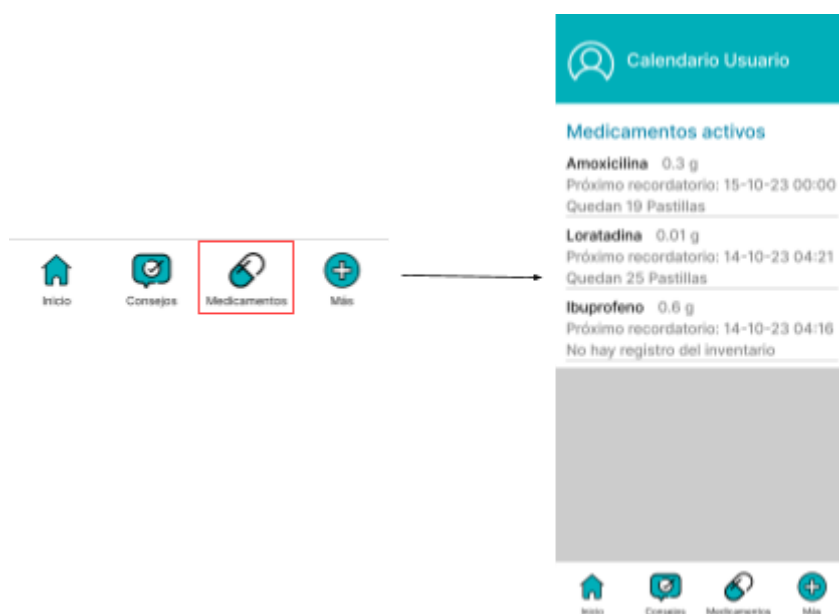 Inicio
Consejos
Medicamentos
Más
Calendario Usuario
Medicamentos activos
Amoxicilina 0.3 g
Próximo recordatorio: 15-10-23 00:00
Quedan 19 Pastillas
Loratadina 0.01 g
Próximo recordatorio: 14-10-23 04:21
Quedan 25 Pastillas
Ibuprofeno 0.6 g
Próximo recordatorio: 14-10-23 04:16
No hay registro del inventario
Inicio
Consejos
Medicamentos
Más